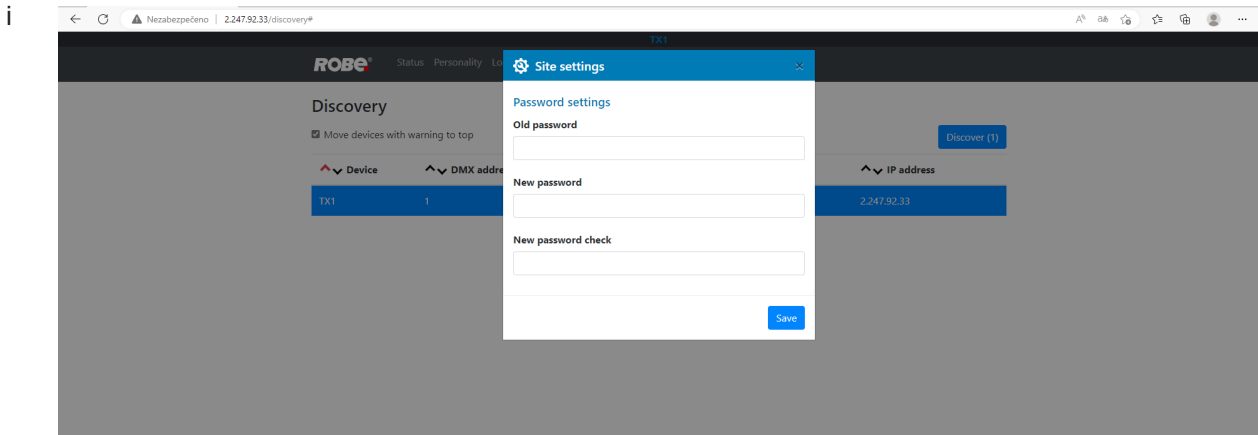 i
Nezabezpečeno | 2.247.92.33/discovery#
TX1
ROBE® Status Personality Lo
Site settings ×
Discovery
Password settings
Old password
Move devices with warning to top
Discover (1)
Device DMX addre IP address
New password
TX1 1 2.247.92.33
New password check
Save